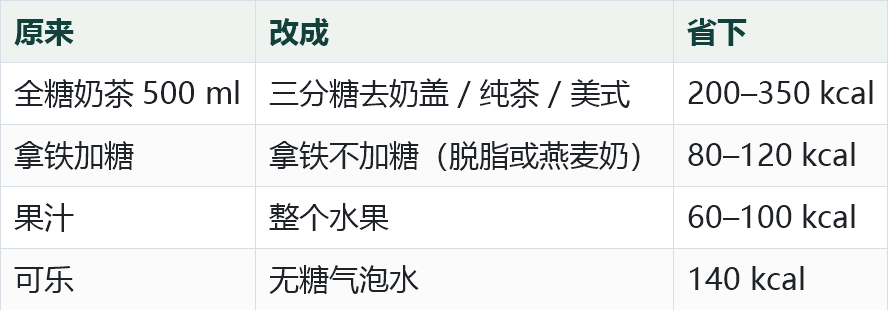 原来 改成 省下
全糖奶茶 500 ml 三分糖去奶盖 / 纯茶 / 美式 200–350 kcal
拿铁加糖 拿铁不加糖（脱脂或燕麦奶） 80–120 kcal
果汁 整个水果 60–100 kcal
可乐 无糖气泡水 140 kcal